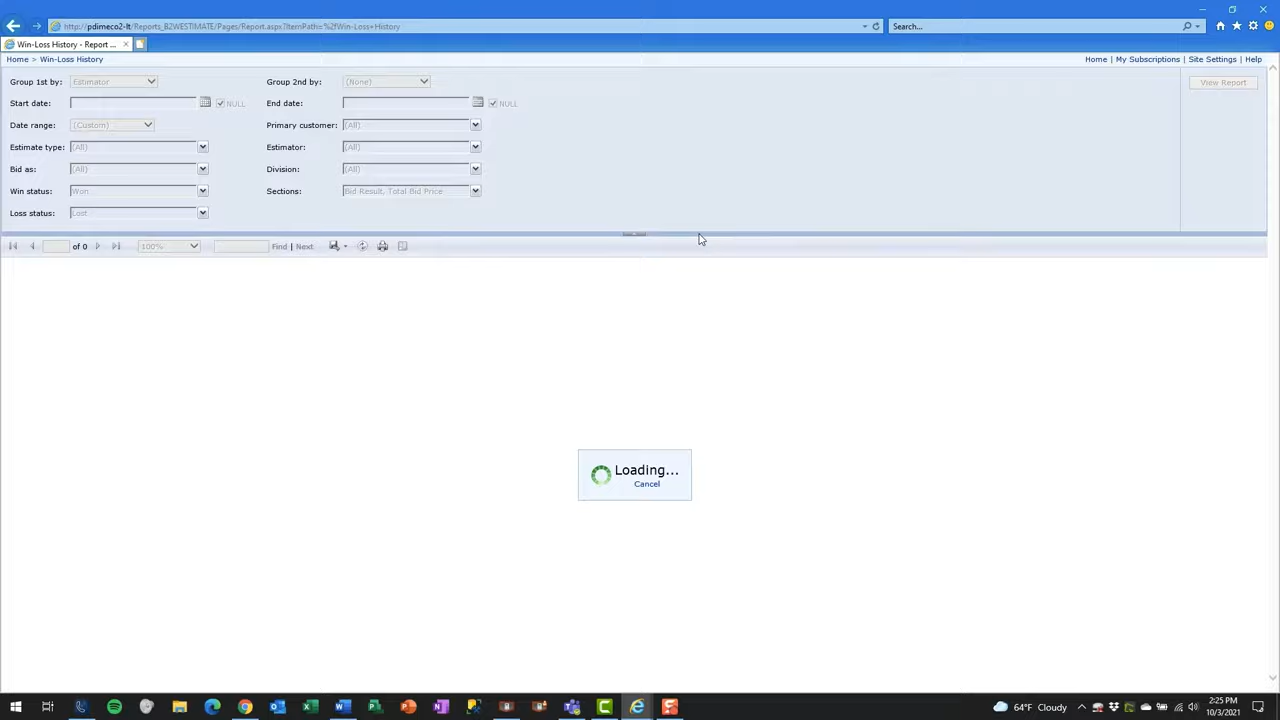 http://pdimeco2-lt/Reports_B2WESTIMATE/Pages/Report.aspx?ItemPath=%2fWin-Loss+History
Search...
Win-Loss History - Report ...
Home > Win-Loss History
Home | My Subscriptions | Site Settings | Help
Group 1st by: Estimator Group 2nd by: (None) View Report
Start date: NULL End date: NULL
Date range: (Custom) Primary customer: (All)
Estimate type: (All) Estimator: (All)
Bid as: (All) Division: (All)
Win status: Won Sections: Bid Result, Total Bid Price
Loss status: Lost
of 0 100% Find | Next
Loading...
Cancel
64°F Cloudy
2:25 PM
10/3/2021